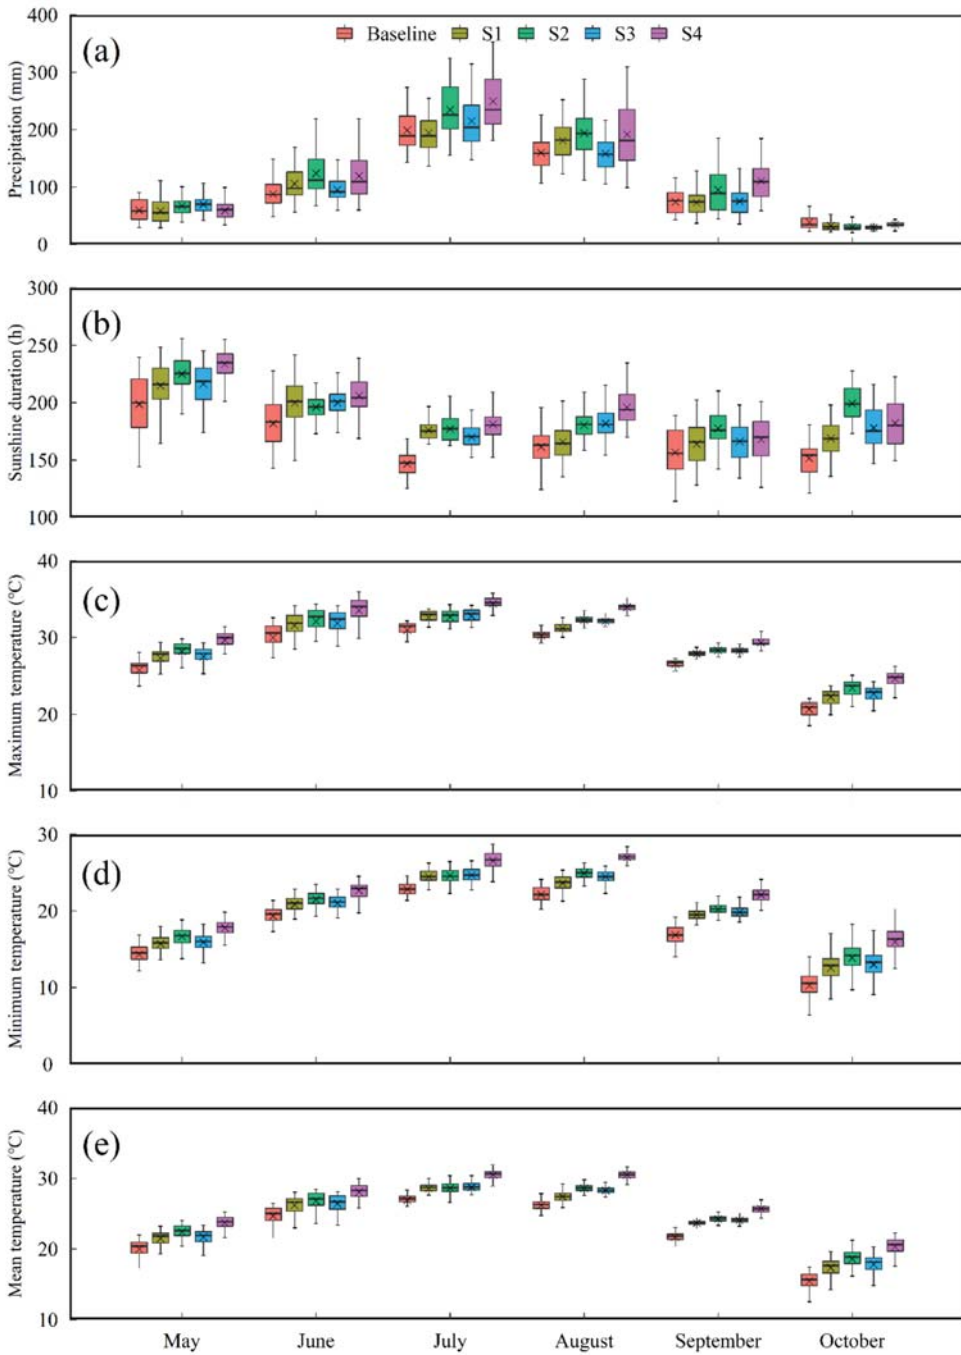 400
(a)
Baseline S1 S2 S3 S4
300
200
100
0
Precipitation (mm)
300
(b)
250
200
150
100
Sunshine duration (h)
40
(c)
30
20
10
Maximum temperature (°C)
30
(d)
20
10
0
Minimum temperature (°C)
40
(e)
30
20
10
Mean temperature (°C)
May June July August September October